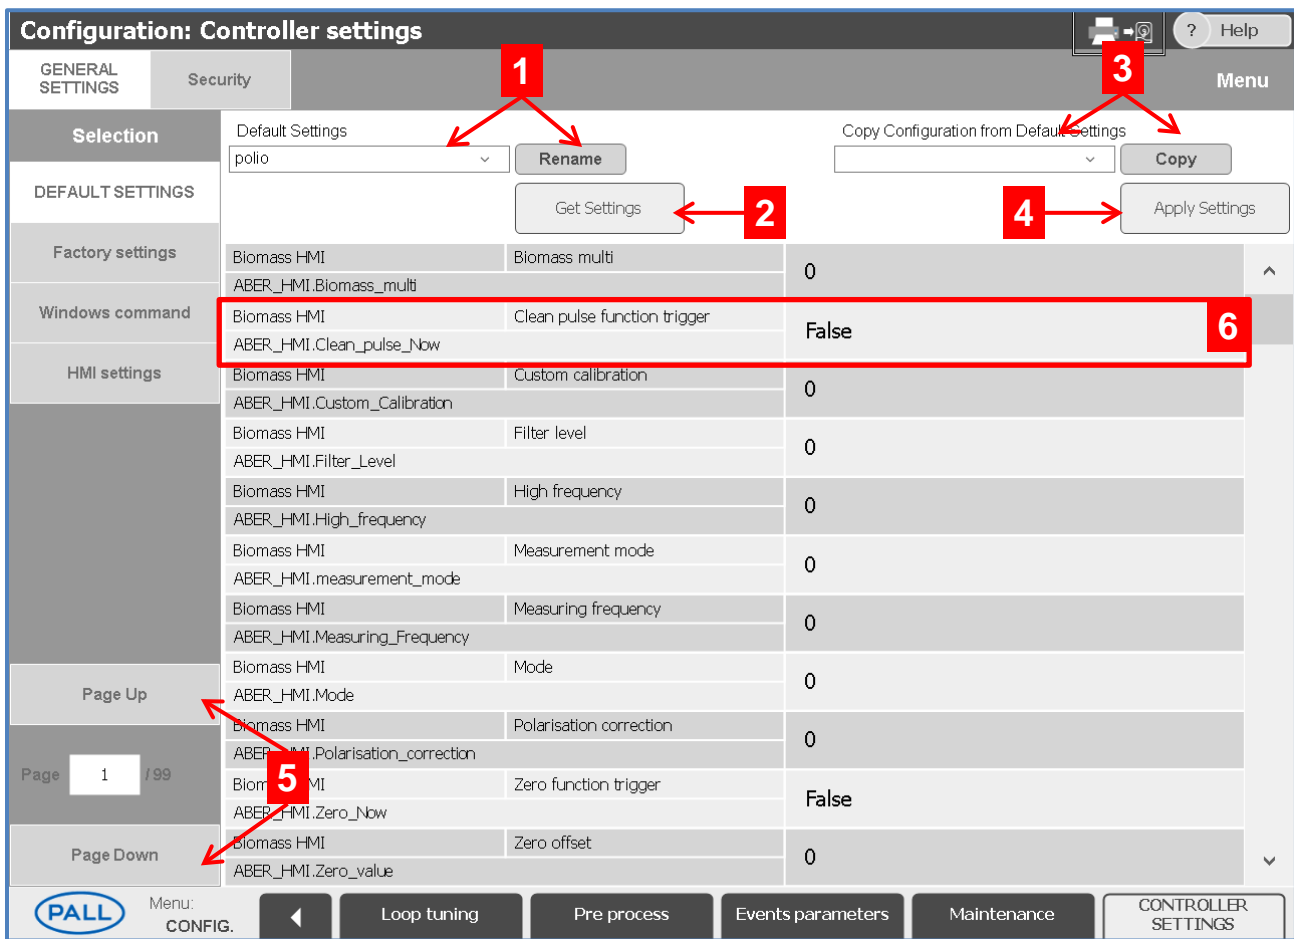 Configuration: Controller settings
? Help
GENERAL
SETTINGS
Security
1
3
Menu
Selection
Default Settings
Copy Configuration from Default Settings
polio
Rename
Copy
DEFAULT SETTINGS
Get Settings
2
4
Apply Settings
Factory settings
Windows command
HMI settings
Biomass HMI
Biomass multi
0
ABER_HMI.Biomass_multi
Biomass HMI
Clean pulse function trigger
False
6
ABER_HMI.Clean_pulse_Now
Biomass HMI
Custom calibration
0
ABER_HMI.Custom_Calibration
Biomass HMI
Filter level
0
ABER_HMI.Filter_Level
Biomass HMI
High frequency
0
ABER_HMI.High_frequency
Biomass HMI
Measurement mode
0
ABER_HMI.measurement_mode
Biomass HMI
Measuring frequency
0
ABER_HMI.Measuring_Frequency
Biomass HMI
Mode
0
ABER_HMI.Mode
Biomass HMI
Polarisation correction
0
ABER_HMI.Polarisation_correction
Biomass HMI
Zero function trigger
False
ABER_HMI.Zero_Now
Biomass HMI
Zero offset
0
ABER_HMI.Zero_value
Page Up
5
Page 1 / 99
Page Down
PALL
Menu:
CONFIG.
Loop tuning
Pre process
Events parameters
Maintenance
CONTROLLER
SETTINGS